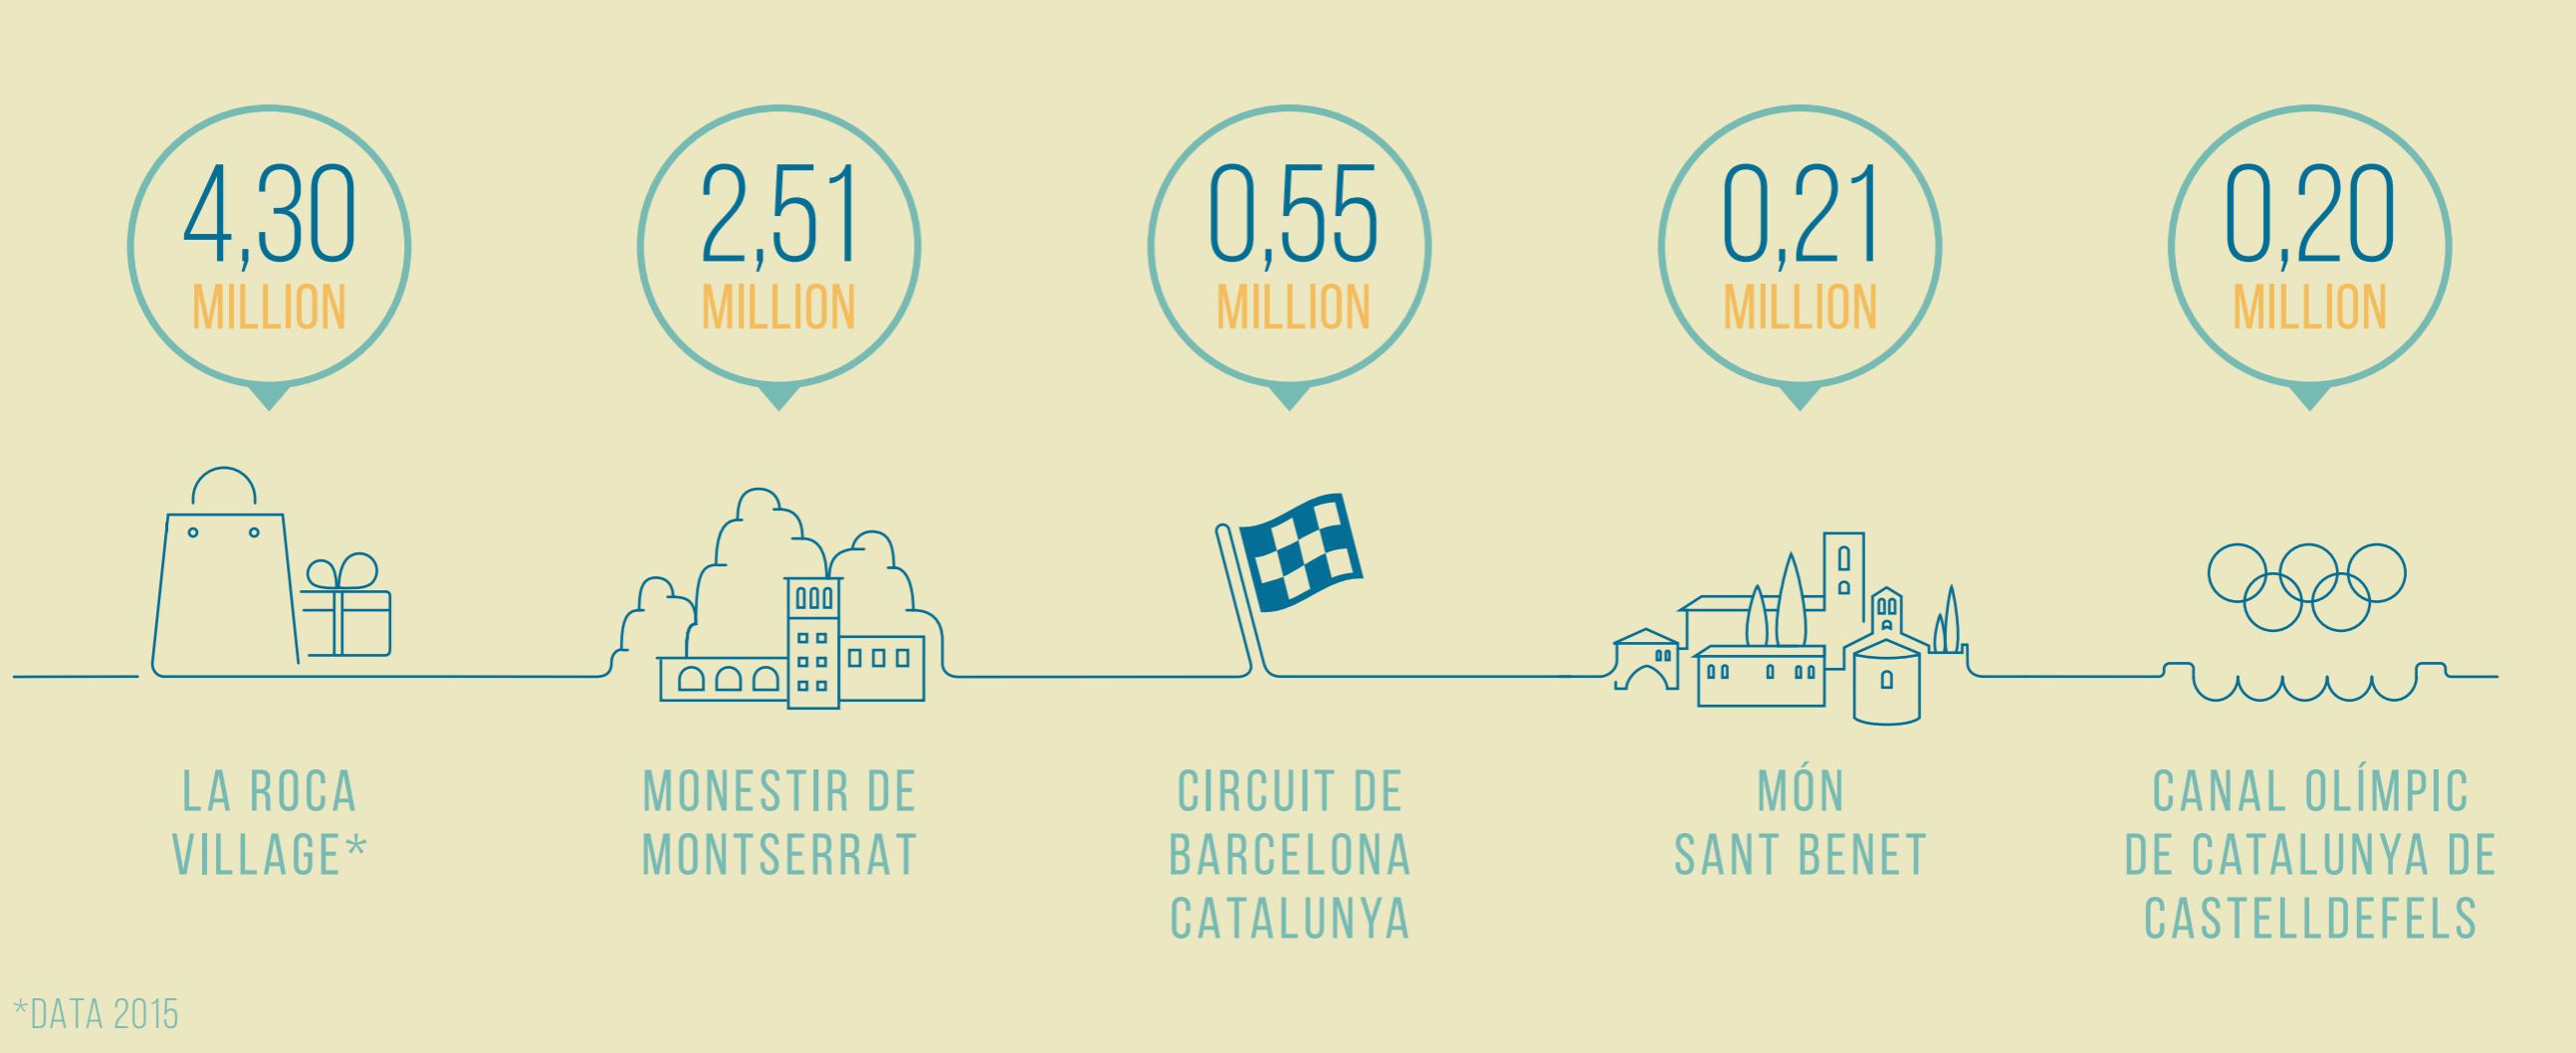 4,30
MILLION
2,51
MILLION
0,55
MILLION
0,21
MILLION
0,20
MILLION
LA ROCA
VILLAGE*
MONESTIR DE
MONTSERRAT
CIRCUIT DE
BARCELONA
CATALUNYA
MÓN
SANT BENET
CANAL OLÍMPIC
DE CATALUNYA DE
CASTELLDEFELS
*DATA 2015